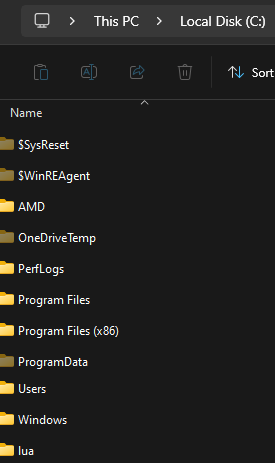 This PC > Local Disk (C:)
Sort
Name
$SysReset
$WinREAgent
AMD
OneDriveTemp
PerfLogs
Program Files
Program Files (x86)
ProgramData
Users
Windows
lua